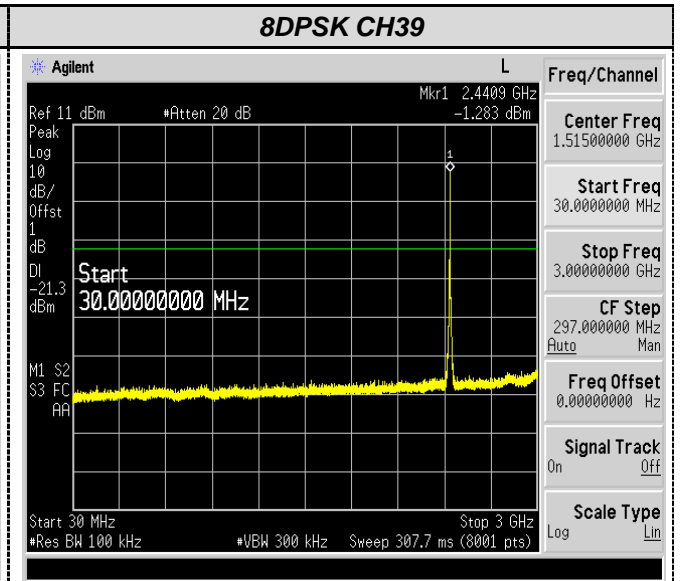 8DPSK CH39
Agilent
L
Mkr1 2.4409 GHz
Ref 11 dBm #Atten 20 dB -1.283 dBm
Peak
Log
10
dB/
Offst
1
dB
DI
-21.3
dBm
M1 S2
S3 FC
AA
1
Start
30.00000000 MHz
Start 30 MHz Stop 3 GHz
#Res BW 100 kHz #VBW 300 kHz Sweep 307.7 ms (8001 pts)
Freq/Channel
Center Freq
1.51500000 GHz
Start Freq
30.0000000 MHz
Stop Freq
3.00000000 GHz
CF Step
297.000000 MHz
Auto Man
Freq Offset
0.00000000 Hz
Signal Track
On Off
Scale Type
Log Lin